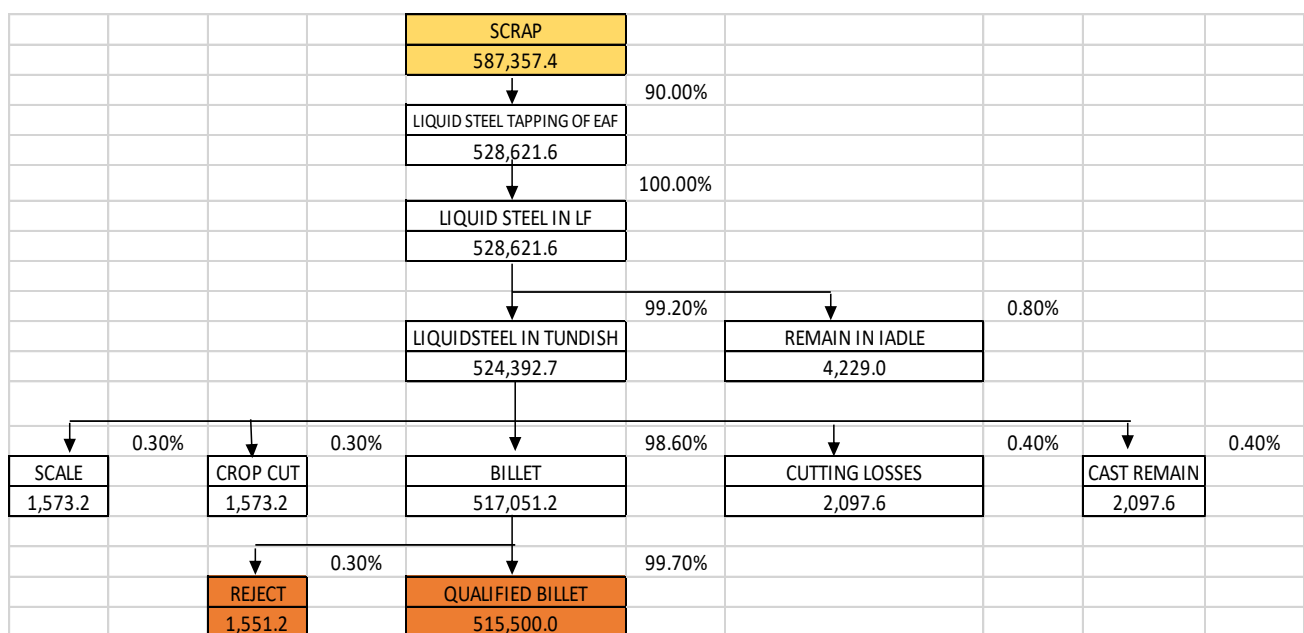 SCRAP
587,357.4
90.00%
LIQUID STEEL TAPPING OF EAF
528,621.6
100.00%
LIQUID STEEL IN LF
528,621.6
99.20% 0.80%
LIQUIDSTEEL IN TUNDISH REMAIN IN IADLE
524,392.7 4,229.0
0.30% 0.30% 98.60% 0.40% 0.40%
SCALE CROP CUT BILLET CUTTING LOSSES CAST REMAIN
1,573.2 1,573.2 517,051.2 2,097.6 2,097.6
0.30% 99.70%
REJECT QUALIFIED BILLET
1,551.2 515,500.0